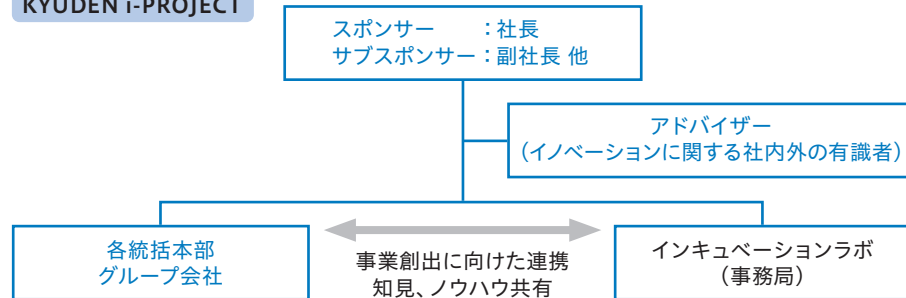 KYUDEN i-PROJECT
スポンサー　　：社長
サブスポンサー：副社長 他
アドバイザー
（イノベーションに関する社内外の有識者）
各統括本部
グループ会社
事業創出に向けた連携
知見、ノウハウ共有
インキュベーションラボ
（事務局）